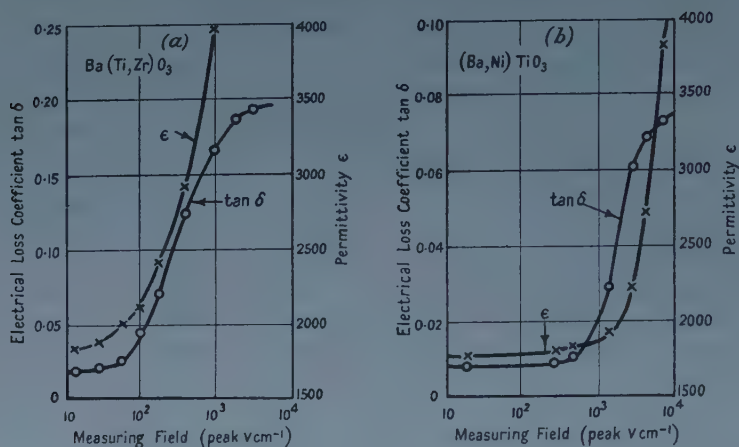 0·25
0·20
0·15
0·10
0·05
0
Electrical Loss Coefficient tan δ
(a)
Ba(Ti,Zr)O₃
ε
tan δ
4000
3500
3000
2500
2000
1500
Permittivity ε
10 10² 10³ 10⁴
Measuring Field (peak V cm⁻¹)
0·10
0·08
0·06
0·04
0·02
0
Electrical Loss Coefficient tan δ
(b)
(Ba,Ni)TiO₃
tan δ
ε
4000
3500
3000
2500
2000
1500
Permittivity ε
10 10² 10³ 10⁴
Measuring Field (peak V cm⁻¹)